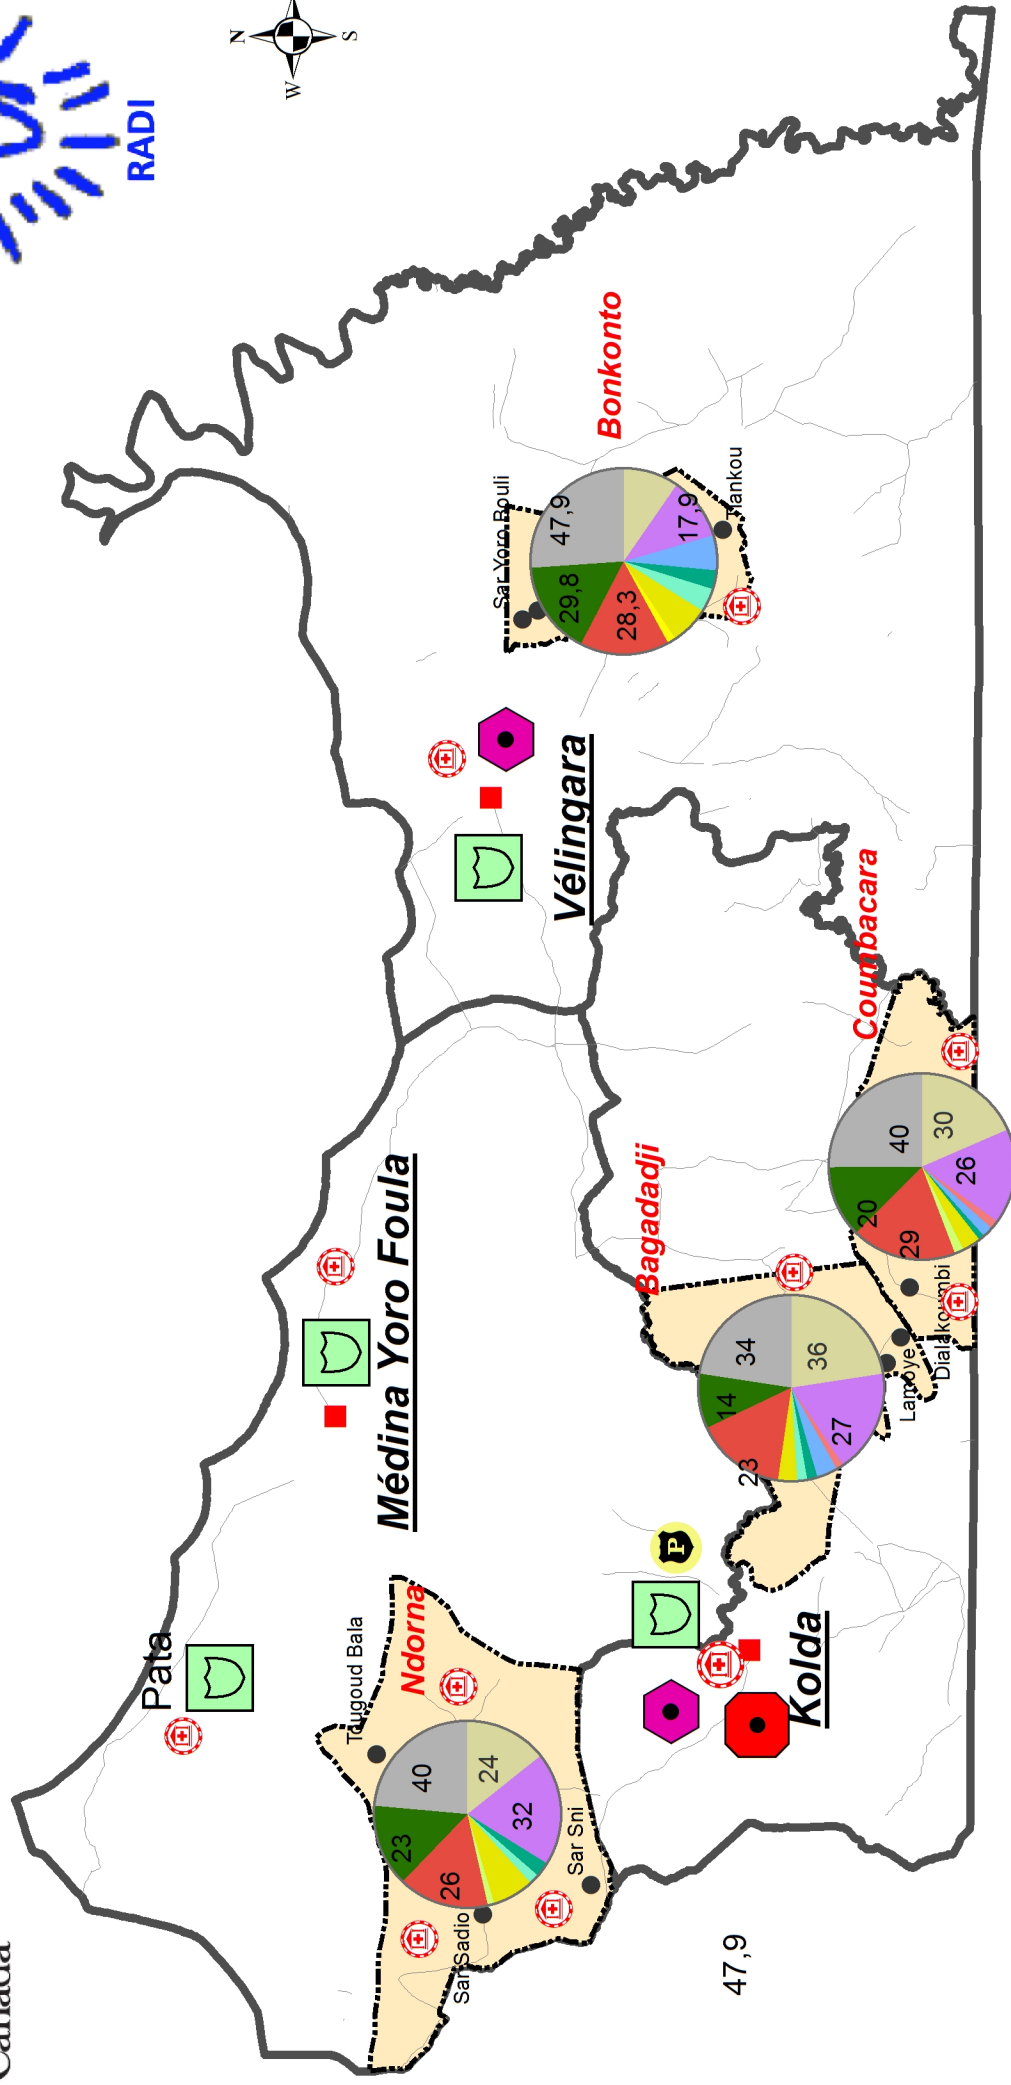 Canada
RADI
N
S
W
Pata
Médina Yoro Foula
Vélingara
Kolda
Ndorna
Bagadadji
Coumbacara
Bonkonto
Tougoud Bala
Sar Sadio
Sar Sni
Sar Yoro Bouli
Lamoye
Dialakoumbi
40
24
32
26
23
34
36
27
23
14
40
30
26
29
20
47,9
17,9
28,3
29,8
P
47,9